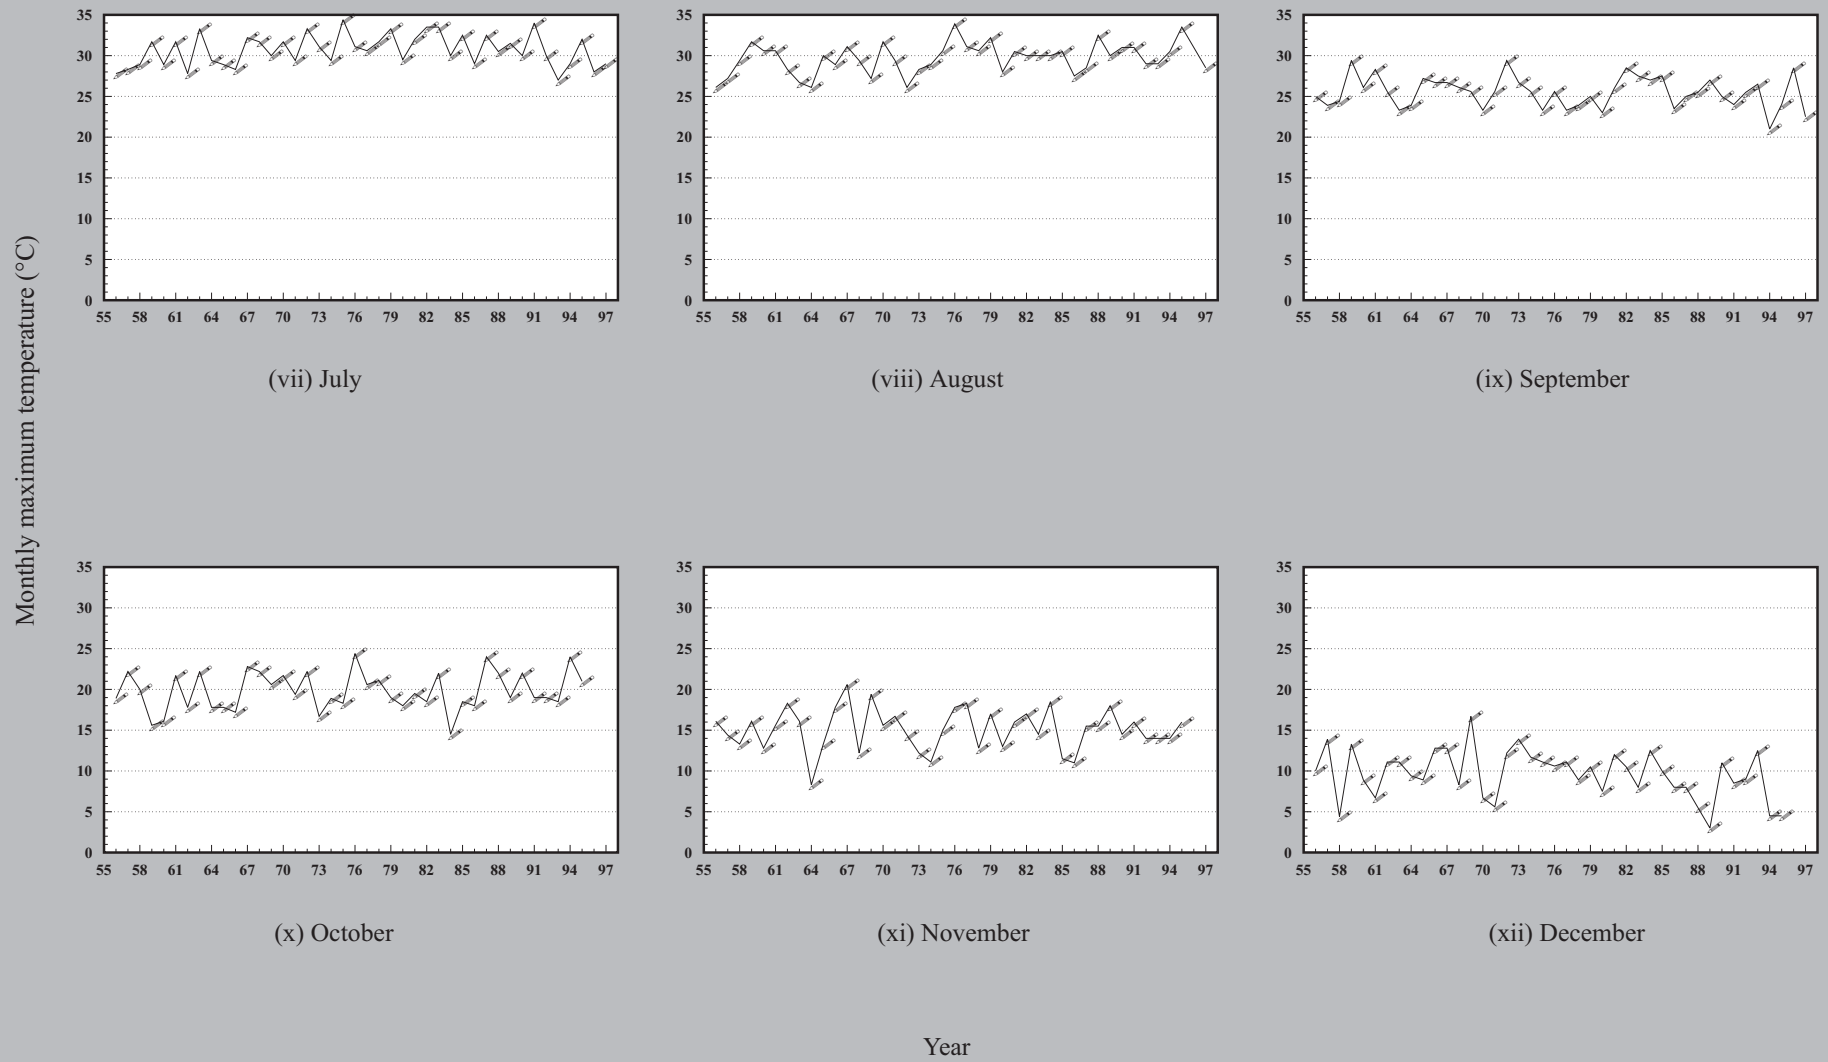 Monthly maximum temperature (°C)
35 30 25 20 15 10 5 0
55 58 61 64 67 70 73 76 79 82 85 88 91 94 97
(vii) July
35 30 25 20 15 10 5 0
55 58 61 64 67 70 73 76 79 82 85 88 91 94 97
(viii) August
35 30 25 20 15 10 5 0
55 58 61 64 67 70 73 76 79 82 85 88 91 94 97
(ix) September
35 30 25 20 15 10 5 0
55 58 61 64 67 70 73 76 79 82 85 88 91 94 97
(x) October
35 30 25 20 15 10 5 0
55 58 61 64 67 70 73 76 79 82 85 88 91 94 97
(xi) November
35 30 25 20 15 10 5 0
55 58 61 64 67 70 73 76 79 82 85 88 91 94 97
(xii) December
Year